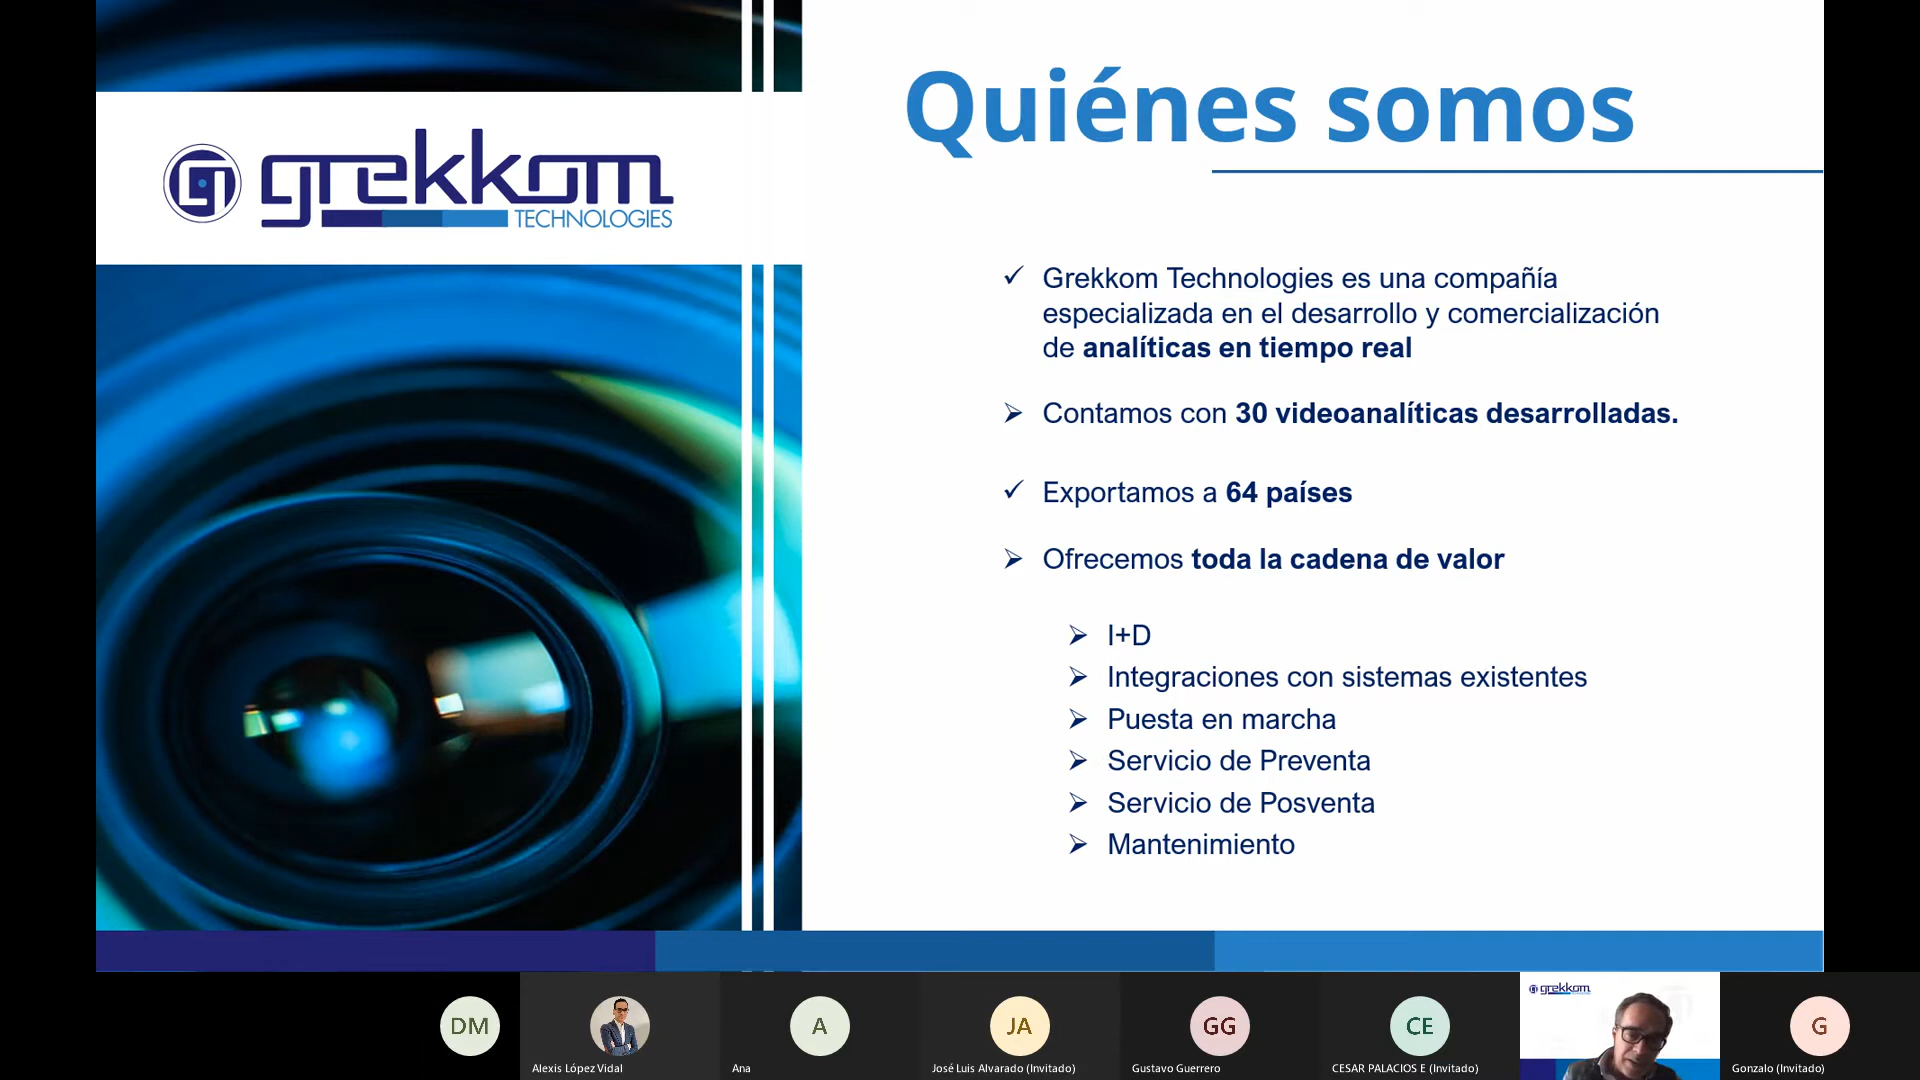 grekkom
TECHNOLOGIES
Quiénes somos
Grekkom Technologies es una compañía
especializada en el desarrollo y comercialización
de analíticas en tiempo real
Contamos con 30 videoanalíticas desarrolladas.
Exportamos a 64 países
Ofrecemos toda la cadena de valor
I+D
Integraciones con sistemas existentes
Puesta en marcha
Servicio de Preventa
Servicio de Posventa
Mantenimiento
DM
A
JA
GG
CE
grekkom
G
Alexis López Vidal
Ana
José Luis Alvarado (Invitado)
Gustavo Guerrero
CESAR PALACIOS E (Invitado)
Gonzalo (Invitado)